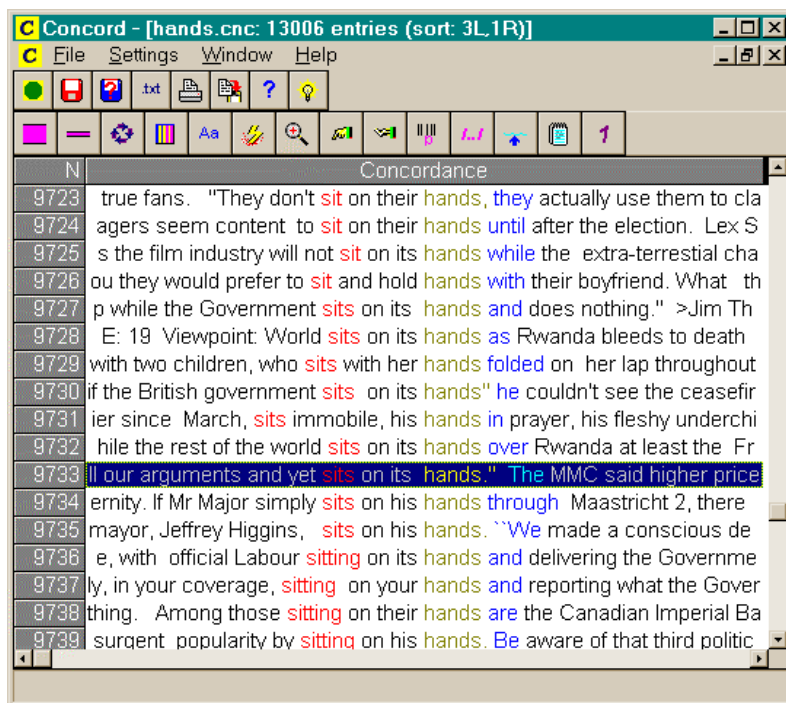 C Concord - [hands.cnc: 13006 entries (sort: 3L,1R)]
C File Settings Window Help
? .txt ?
Aa p /../ 1
N Concordance
9723 true fans. "They don't sit on their hands, they actually use them to cla
9724 agers seem content to sit on their hands until after the election. Lex S
9725 s the film industry will not sit on its hands while the extra-terrestial cha
9726 ou they would prefer to sit and hold hands with their boyfriend. What th
9727 p while the Government sits on its hands and does nothing." >Jim Th
9728 E: 19 Viewpoint: World sits on its hands as Rwanda bleeds to death
9729 with two children, who sits with her hands folded on her lap throughout
9730 if the British government sits on its hands" he couldn't see the ceasefir
9731 ier since March, sits immobile, his hands in prayer, his fleshy underchi
9732 hile the rest of the world sits on its hands over Rwanda at least the Fr
9733 ll our arguments and yet sits on its hands." The MMC said higher price
9734 ernity. If Mr Major simply sits on his hands through Maastricht 2, there
9735 mayor, Jeffrey Higgins, sits on his hands. ``We made a conscious de
9736 e, with official Labour sitting on its hands and delivering the Governme
9737 ly, in your coverage, sitting on your hands and reporting what the Gover
9738 thing. Among those sitting on their hands are the Canadian Imperial Ba
9739 surgent popularity by sitting on his hands. Be aware of that third politic